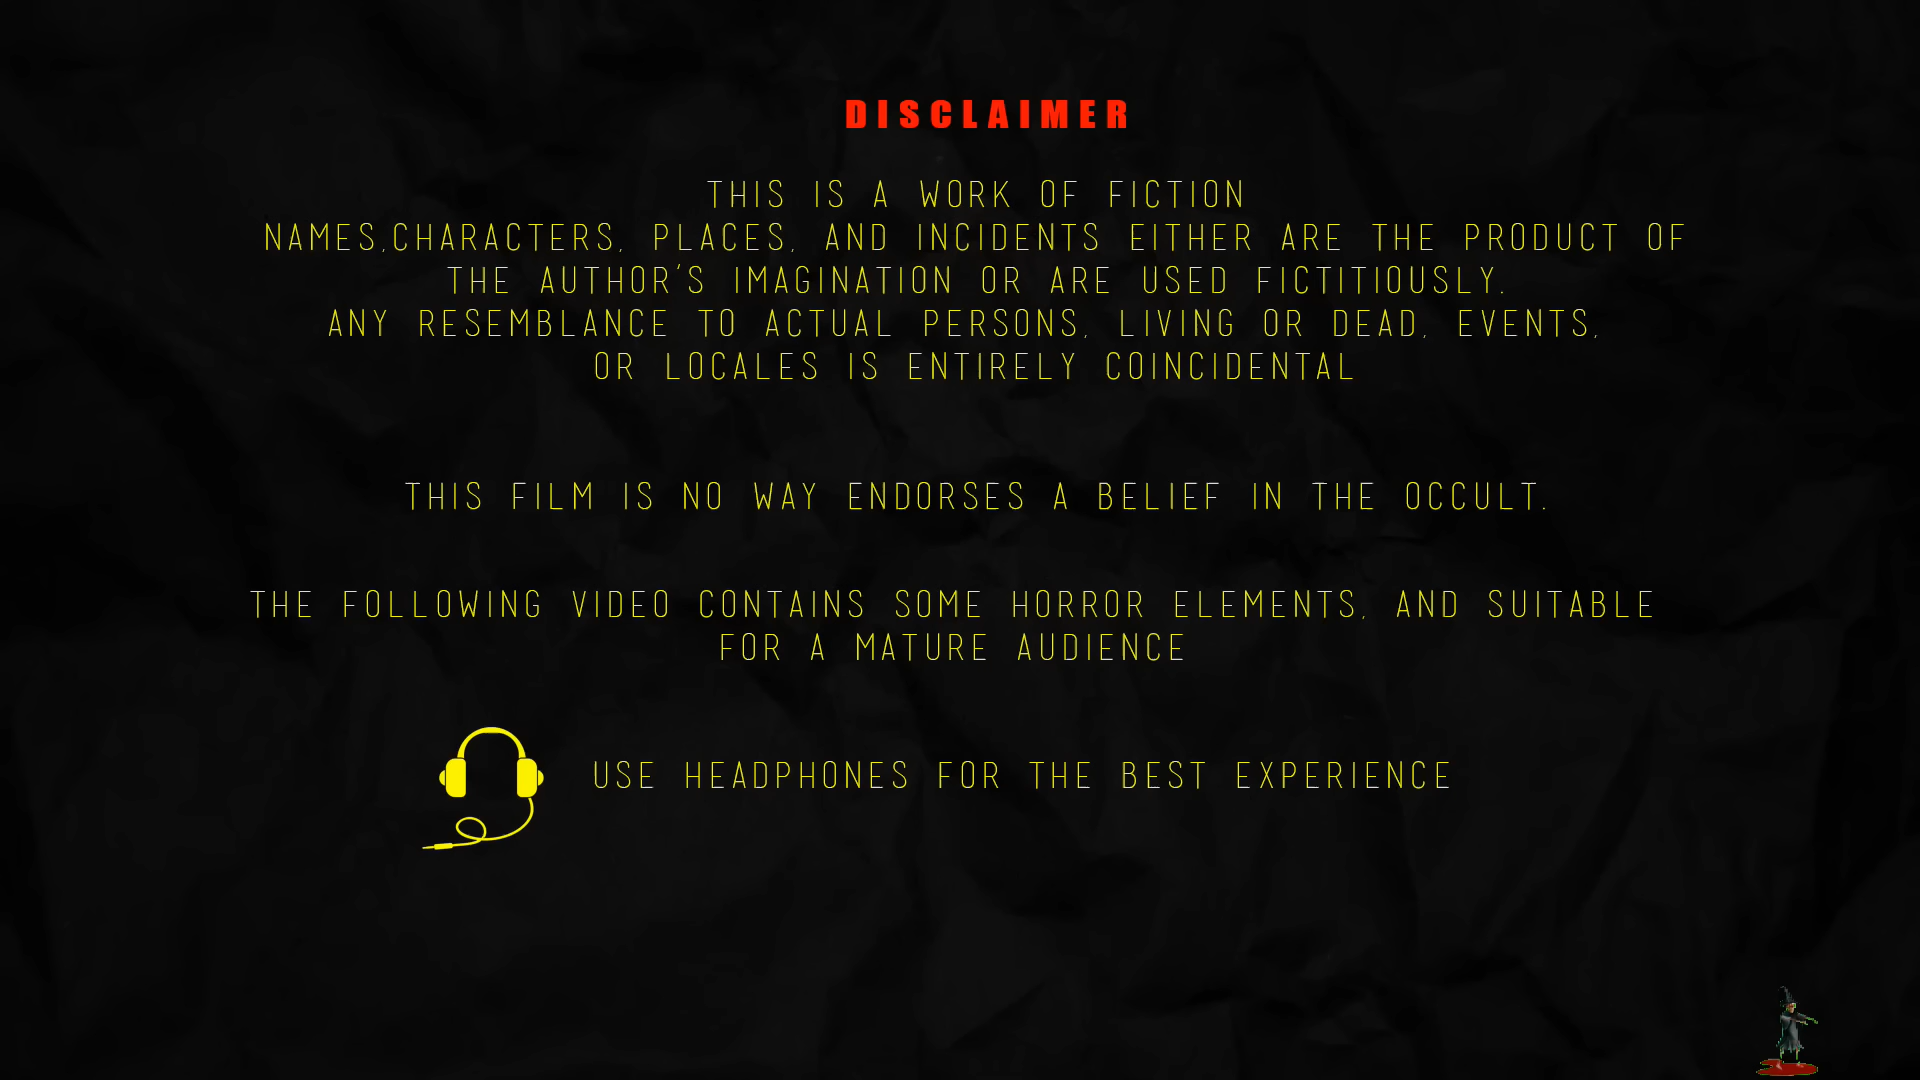 DISCLAIMER
THIS IS A WORK OF FICTION
NAMES,CHARACTERS, PLACES, AND INCIDENTS EITHER ARE THE PRODUCT OF
THE AUTHOR'S IMAGINATION OR ARE USED FICTITIOUSLY.
ANY RESEMBLANCE TO ACTUAL PERSONS, LIVING OR DEAD, EVENTS,
OR LOCALES IS ENTIRELY COINCIDENTAL
THIS FILM IS NO WAY ENDORSES A BELIEF IN THE OCCULT.
THE FOLLOWING VIDEO CONTAINS SOME HORROR ELEMENTS, AND SUITABLE
FOR A MATURE AUDIENCE
USE HEADPHONES FOR THE BEST EXPERIENCE